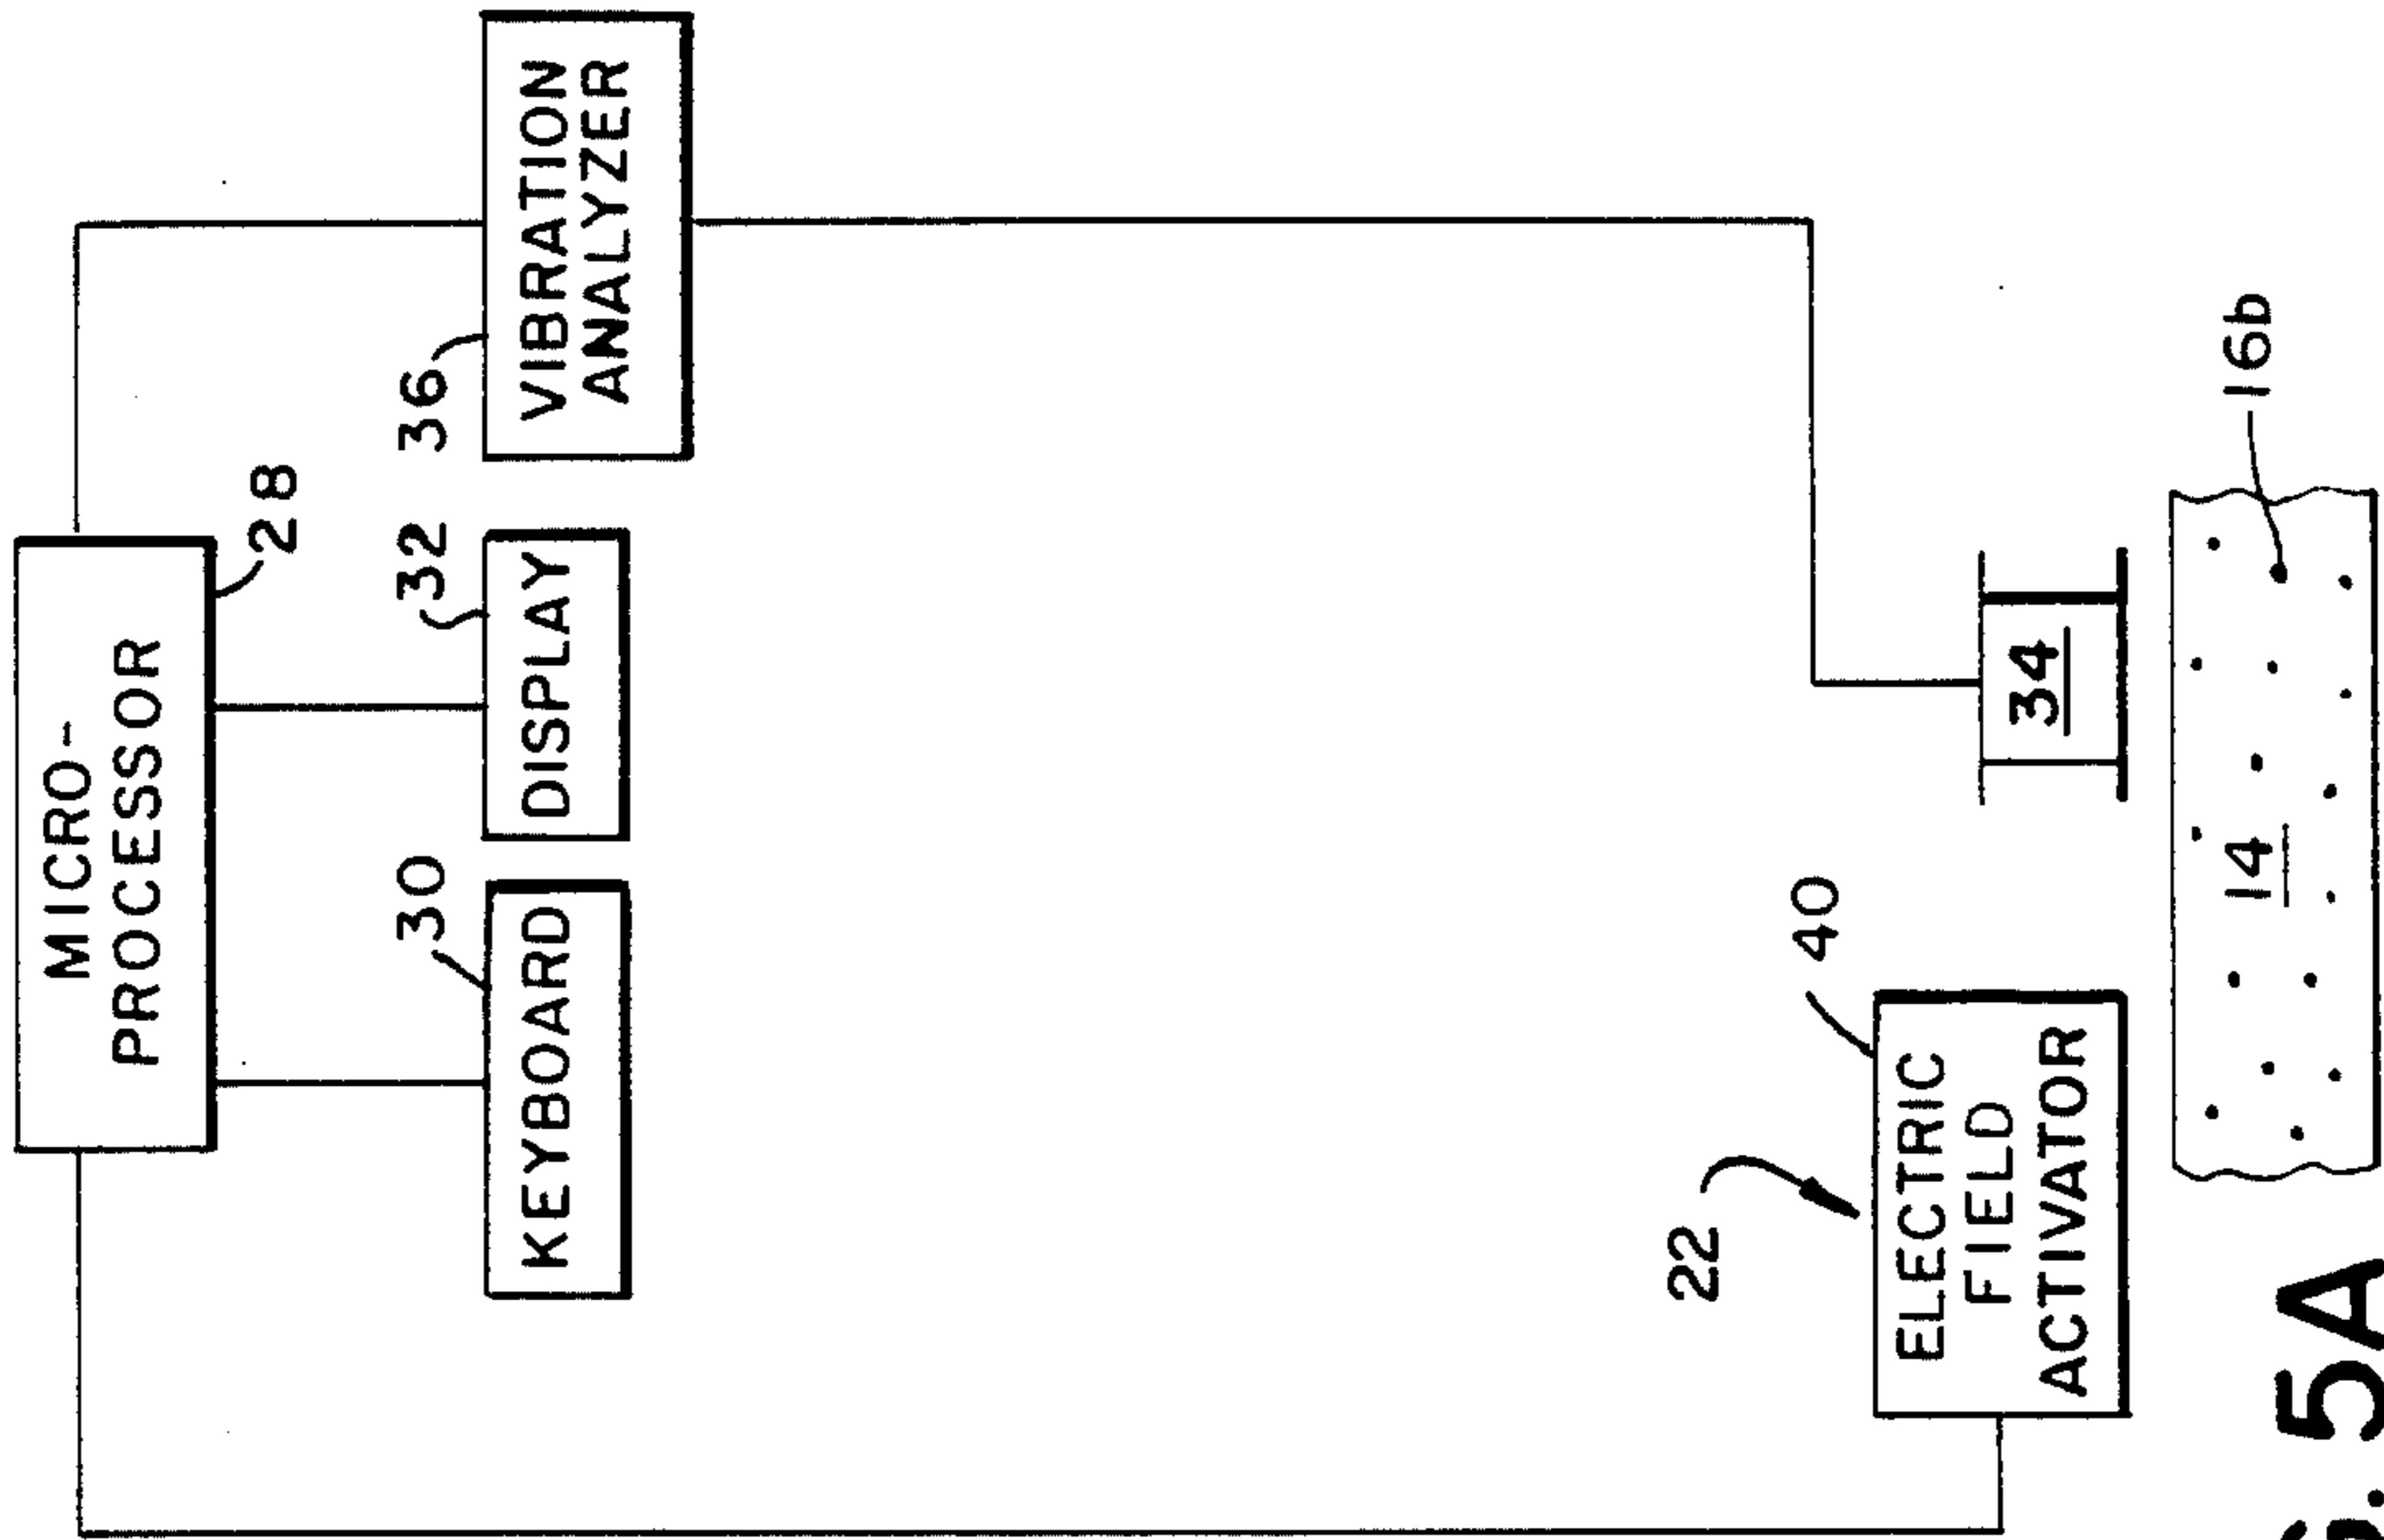 MICRO-
PROCESSOR
28
KEYBOARD
30
DISPLAY
32
VIBRATION
ANALYZER
36
22
ELECTRIC
FIELD
ACTIVATOR
40
34
14
16b
5A